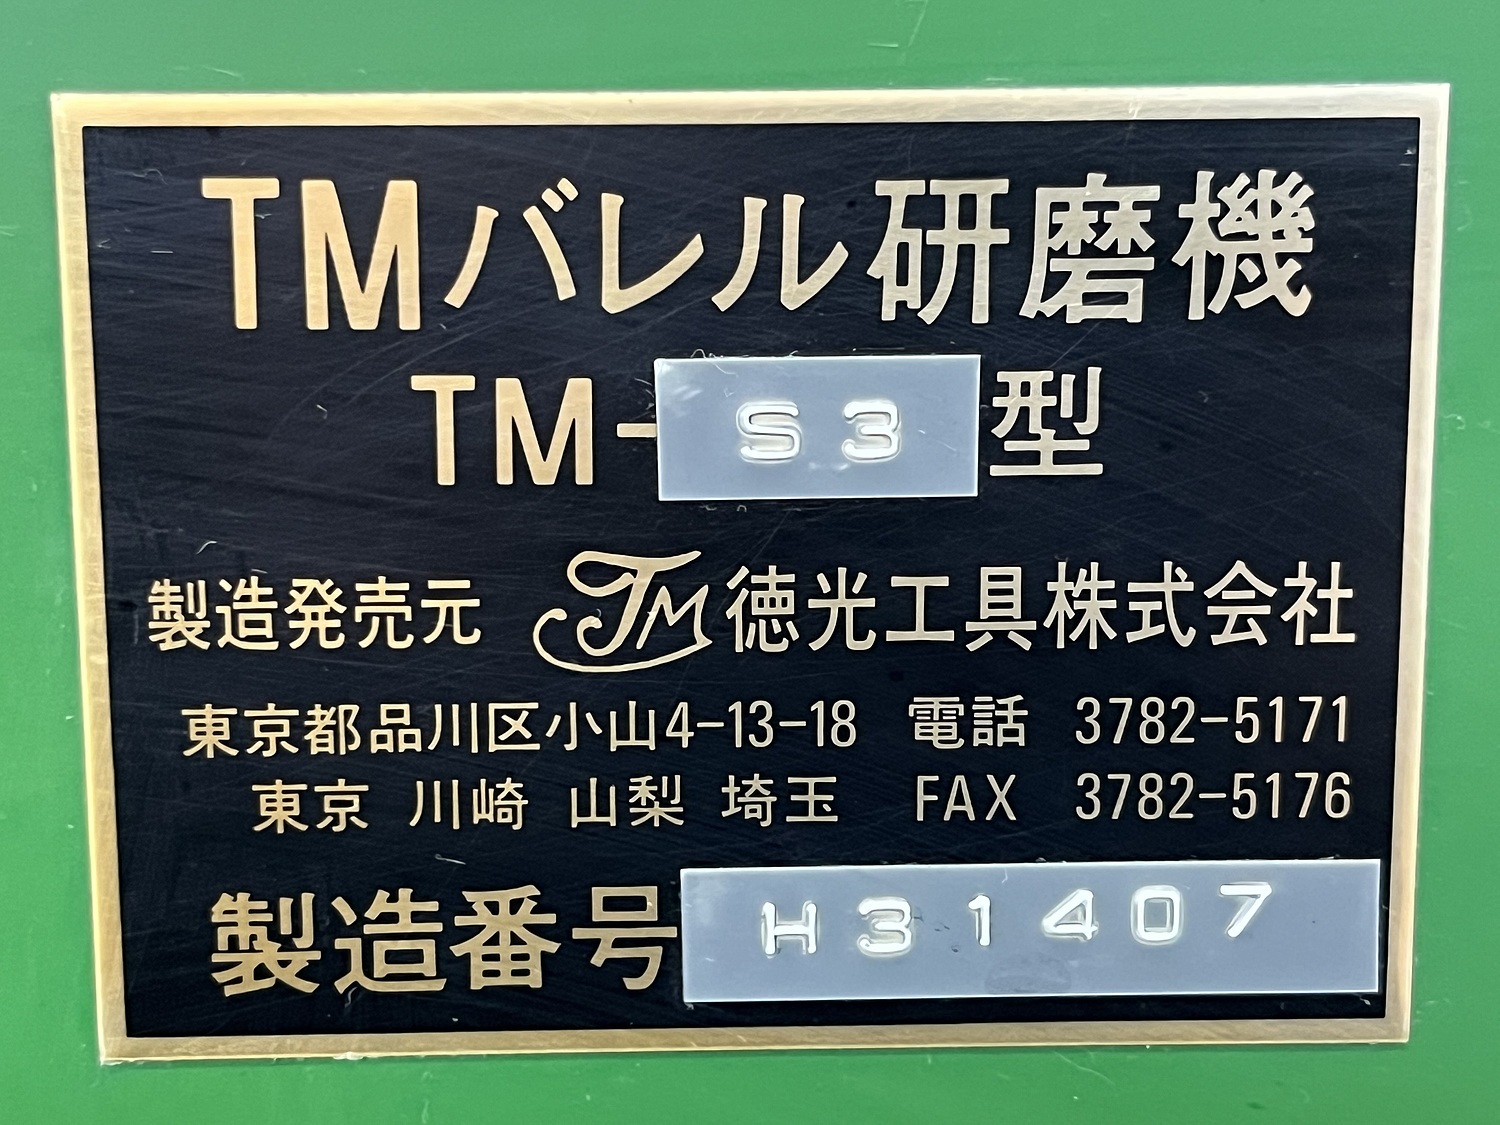 TMバレル研磨機
TM-S3型
製造発売元 TM徳光工具株式会社
東京都品川区小山4-13-18 電話 3782-5171
東京 川崎 山梨 埼玉 FAX 3782-5176
製造番号 H31407